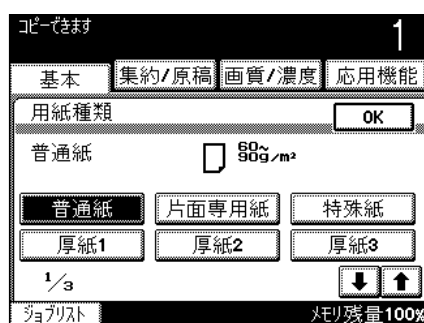 ｺﾋﾟｰできます 1
基本 集約/原稿 画質/濃度 応用機能
用紙種類 OK
普通紙 60~90g/m²
普通紙 片面専用紙 特殊紙
厚紙1 厚紙2 厚紙3
1/3
ｼﾞｮﾌﾞﾘｽﾄ ﾒﾓﾘ残量100%